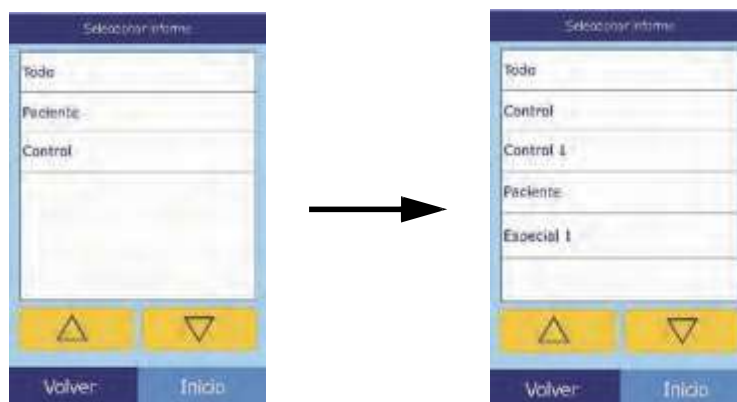 Seleccionar informe
Todo
Paciente
Control
Volver
Inicio
Seleccionar informe
Todo
Control
Control 1
Paciente
Especial 1
Volver
Inicio